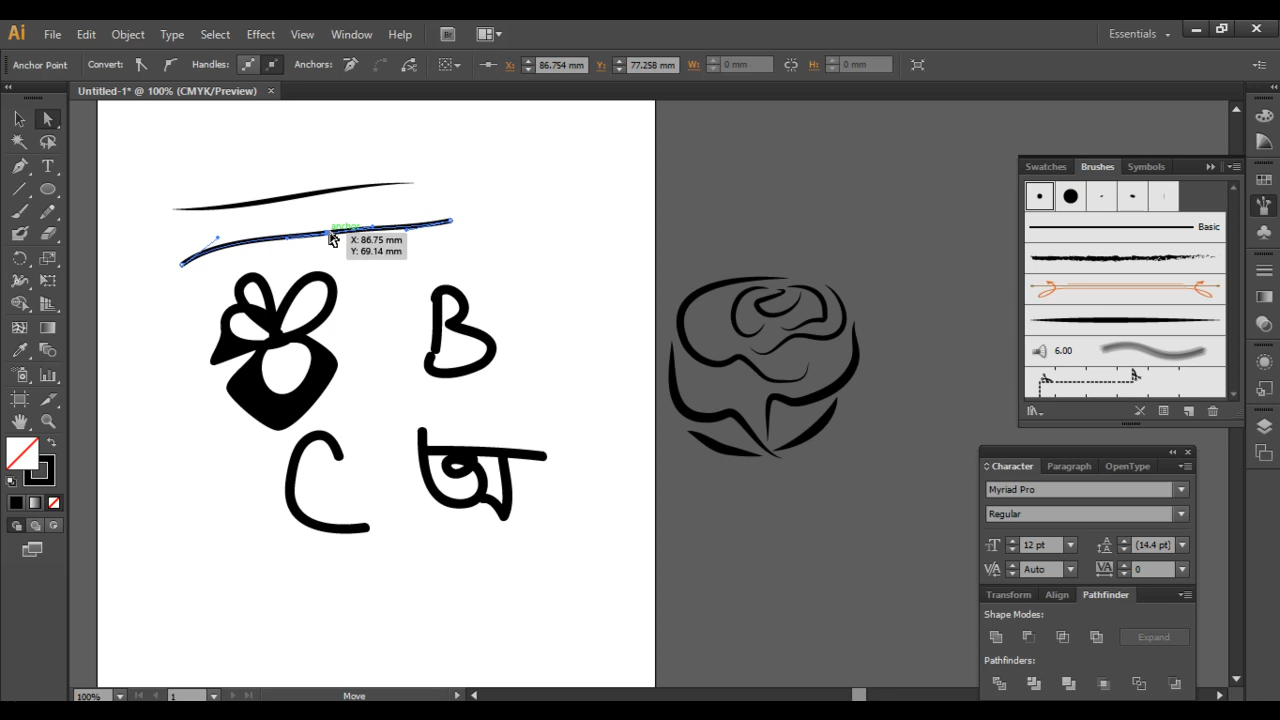 Ai File Edit Object Type Select Effect View Window Help Br Essentials
Anchor Point Convert: Handles: Anchors: X: 86.754 mm Y: 77.258 mm W: 0 mm H: 0 mm
Untitled-1* @ 100% (CMYK/Preview)
Swatches Brushes Symbols
Basic
anchor
X: 86.75 mm
Y: 69.14 mm
6.00
B
C অ
Character Paragraph OpenType
Myriad Pro
Regular
12 pt (14.4 pt)
Auto 0
Transform Align Pathfinder
Shape Modes:
Expand
Pathfinders:
100% 1 Move